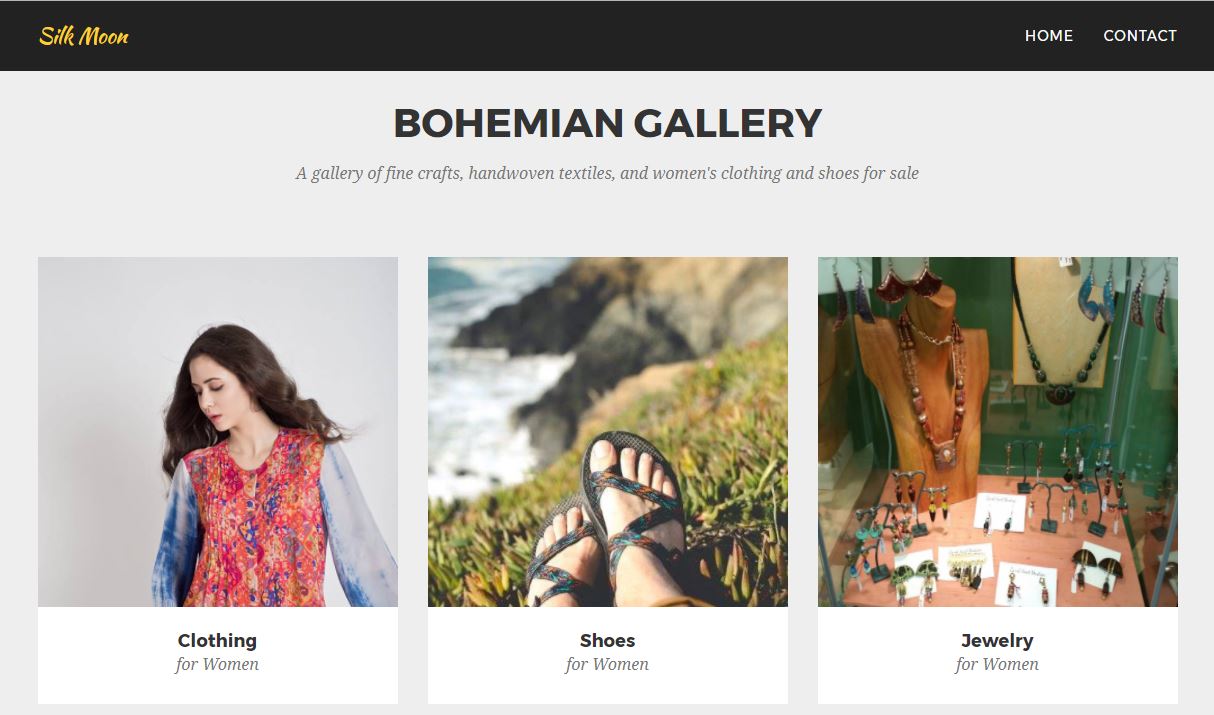 Silk Moon
HOME CONTACT
BOHEMIAN GALLERY
A gallery of fine crafts, handwoven textiles, and women's clothing and shoes for sale
Clothing
for Women
Shoes
for Women
Jewelry
for Women